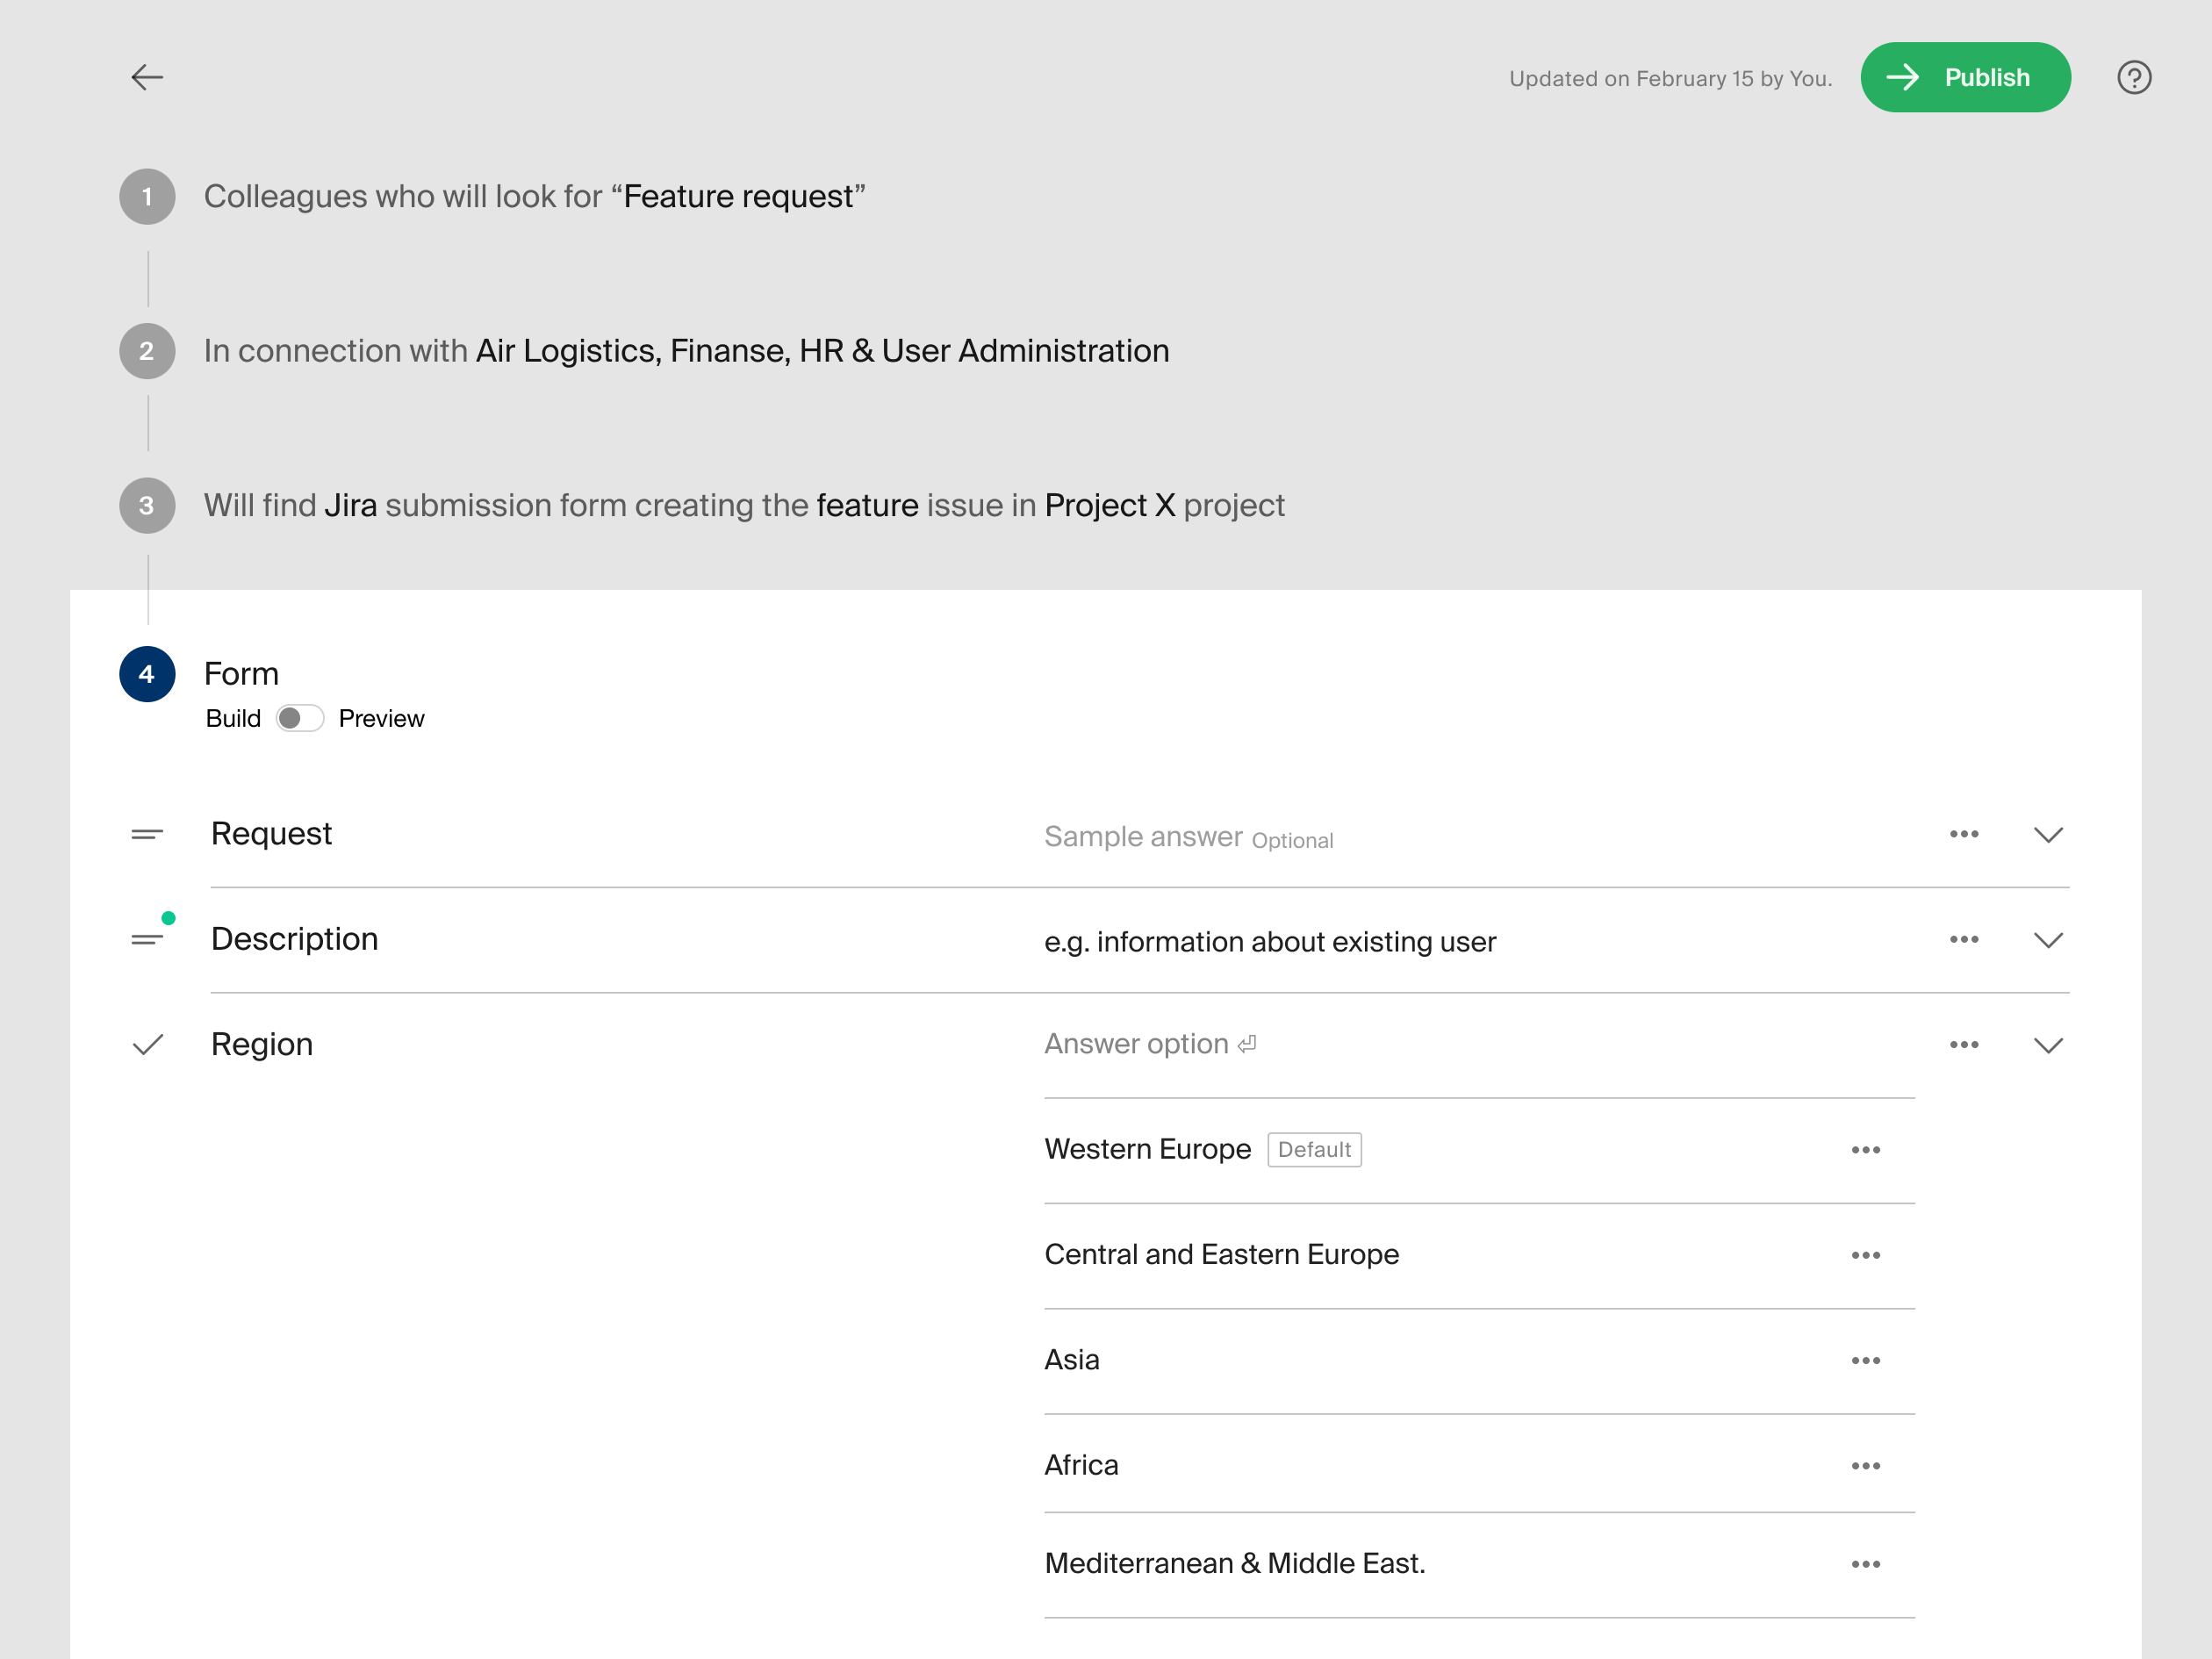 Updated on February 15 by You.
Publish
1 Colleagues who will look for “Feature request”
2 In connection with Air Logistics, Finanse, HR & User Administration
3 Will find Jira submission form creating the feature issue in Project X project
4 Form
Build Preview
Request Sample answer Optional
Description e.g. information about existing user
Region Answer option
Western Europe Default
Central and Eastern Europe
Asia
Africa
Mediterranean & Middle East.